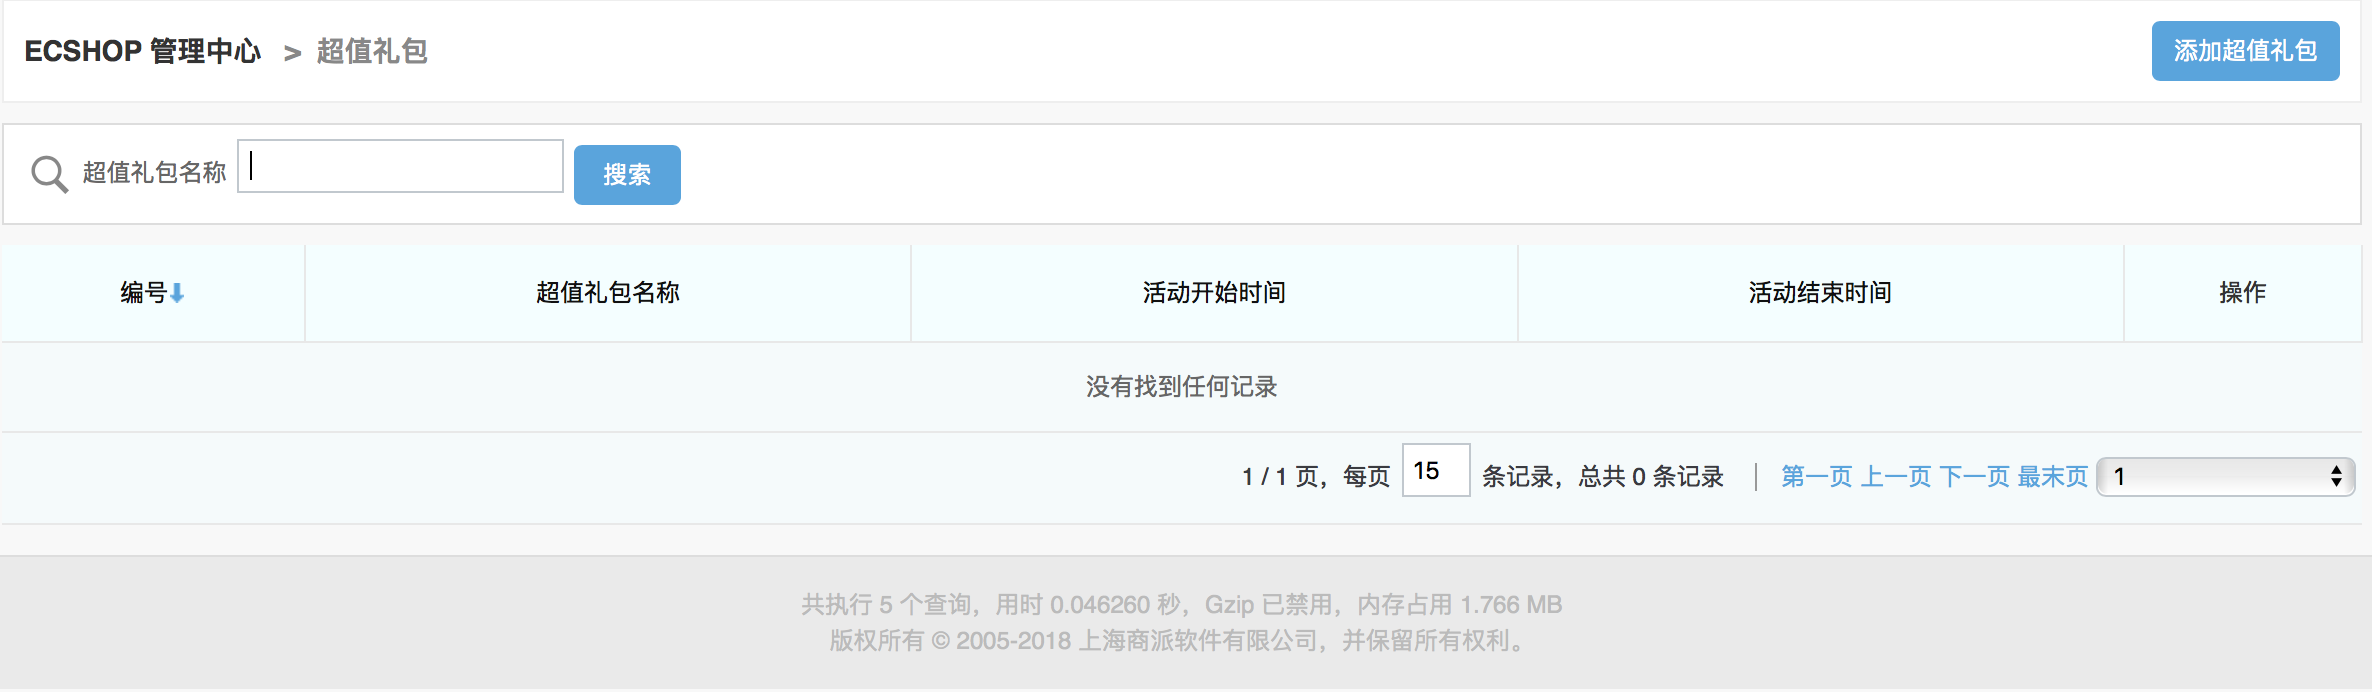 ECSHOP 管理中心 > 超值礼包
添加超值礼包
超值礼包名称
搜索
编号 超值礼包名称 活动开始时间 活动结束时间 操作
没有找到任何记录
1 / 1 页，每页 15 条记录，总共 0 条记录 | 第一页 上一页 下一页 最末页 1
共执行 5 个查询，用时 0.046260 秒，Gzip 已禁用，内存占用 1.766 MB
版权所有 © 2005-2018 上海商派软件有限公司，并保留所有权利。